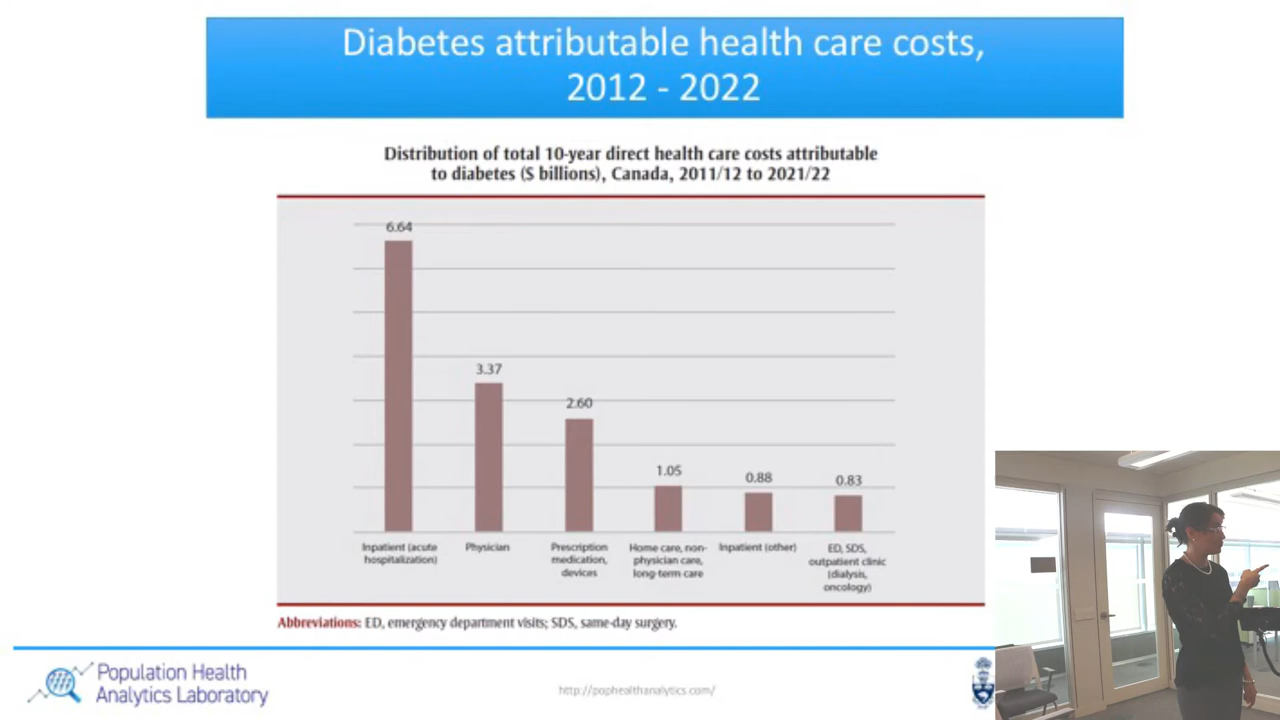 Diabetes attributable health care costs,
2012 - 2022
Distribution of total 10-year direct health care costs attributable
to diabetes ($ billions), Canada, 2011/12 to 2021/22
6.64
3.37
2.60
1.05
0.88
0.83
Inpatient (acute
hospitalization)
Physician
Prescription
medication,
devices
Home care, non-
physician care,
long-term care
Inpatient (other)
ED, SDS,
outpatient clinic
(dialysis,
oncology)
Abbreviations: ED, emergency department visits; SDS, same-day surgery.
Population Health
Analytics Laboratory
http://pophealthanalytics.com/